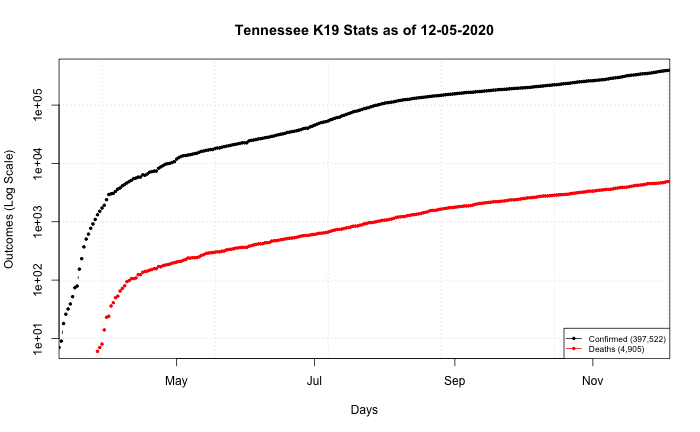 Tennessee K19 Stats as of 12-05-2020
Outcomes (Log Scale)
1e+05
1e+04
1e+03
1e+02
1e+01
Confirmed (397,522)
Deaths (4,905)
May
Jul
Sep
Nov
Days